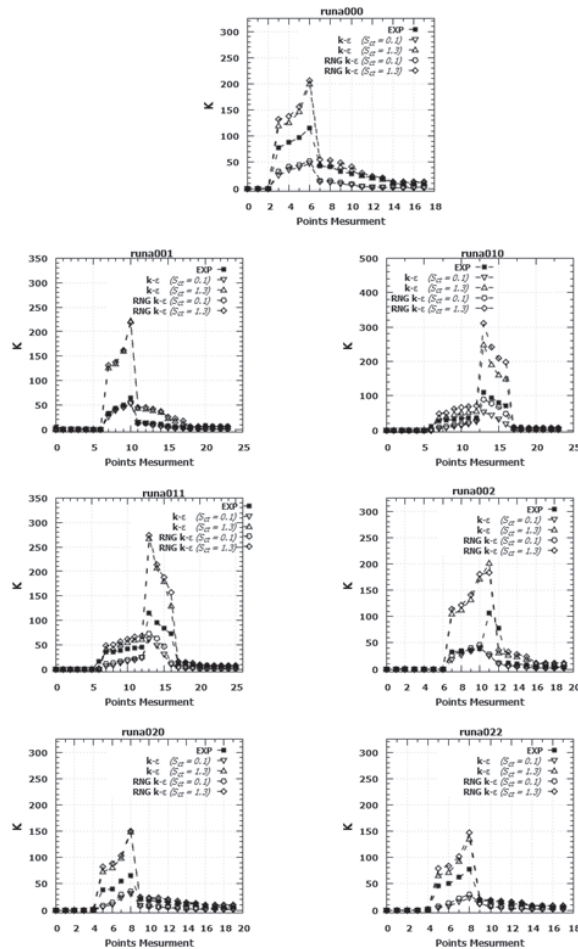 runa000
EXP
k-ε (Sct = 0.1)
k-ε (Sct = 1.3)
RNG k-ε (Sct = 0.1)
RNG k-ε (Sct = 1.3)
300
250
200
150
100
50
0
K
0 2 4 6 8 10 12 14 16 18
Points Mesurment
runa001
EXP
k-ε (Sct = 0.1)
k-ε (Sct = 1.3)
RNG k-ε (Sct = 0.1)
RNG k-ε (Sct = 1.3)
350
300
250
200
150
100
50
0
K
0 5 10 15 20 25
Points Mesurment
runa010
EXP
k-ε (Sct = 0.1)
k-ε (Sct = 1.3)
RNG k-ε (Sct = 0.1)
RNG k-ε (Sct = 1.3)
500
400
300
200
100
0
K
0 5 10 15 20 25
Points Mesurment
runa011
EXP
k-ε (Sct = 0.1)
k-ε (Sct = 1.3)
RNG k-ε (Sct = 0.1)
RNG k-ε (Sct = 1.3)
350
300
250
200
150
100
50
0
K
0 5 10 15 20 25
Points Mesurment
runa002
EXP
k-ε (Sct = 0.1)
k-ε (Sct = 1.3)
RNG k-ε (Sct = 0.1)
RNG k-ε (Sct = 1.3)
350
300
250
200
150
100
50
0
K
0 2 4 6 8 10 12 14 16 18 20
Points Mesurment
runa020
EXP
k-ε (Sct = 0.1)
k-ε (Sct = 1.3)
RNG k-ε (Sct = 0.1)
RNG k-ε (Sct = 1.3)
300
250
200
150
100
50
0
K
0 2 4 6 8 10 12 14 16 18 20
Points Mesurment
runa022
EXP
k-ε (Sct = 0.1)
k-ε (Sct = 1.3)
RNG k-ε (Sct = 0.1)
RNG k-ε (Sct = 1.3)
300
250
200
150
100
50
0
K
0 2 4 6 8 10 12 14 16 18 20
Points Mesurment